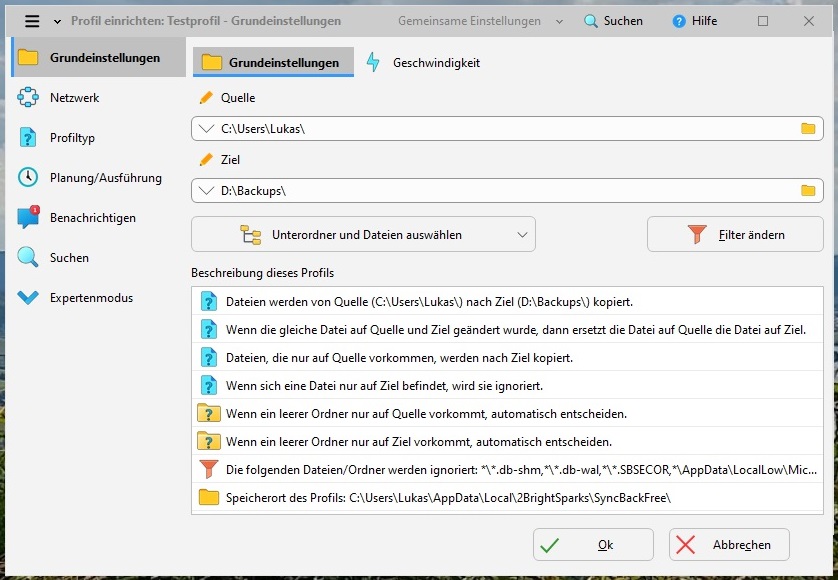 Profil einrichten: Testprofil - Grundeinstellungen
Gemeinsame Einstellungen
Suchen
Hilfe
Grundeinstellungen
Netzwerk
Profiltyp
Planung/Ausführung
1
Benachrichtigen
Suchen
Expertenmodus
Grundeinstellungen
Geschwindigkeit
Quelle
C:\Users\Lukas\
Ziel
D:\Backups\
Unterordner und Dateien auswählen
Filter ändern
Beschreibung dieses Profils
Dateien werden von Quelle (C:\Users\Lukas\) nach Ziel (D:\Backups\) kopiert.
Wenn die gleiche Datei auf Quelle und Ziel geändert wurde, dann ersetzt die Datei auf Quelle die Datei auf Ziel.
Dateien, die nur auf Quelle vorkommen, werden nach Ziel kopiert.
Wenn sich eine Datei nur auf Ziel befindet, wird sie ignoriert.
Wenn ein leerer Ordner nur auf Quelle vorkommt, automatisch entscheiden.
Wenn ein leerer Ordner nur auf Ziel vorkommt, automatisch entscheiden.
Die folgenden Dateien/Ordner werden ignoriert: *\*.db-shm,*\*.db-wal,*\*.SBSECOR,*\AppData\LocalLow\Mic...
Speicherort des Profils: C:\Users\Lukas\AppData\Local\2BrightSparks\SyncBackFree\
Ok
Abbrechen